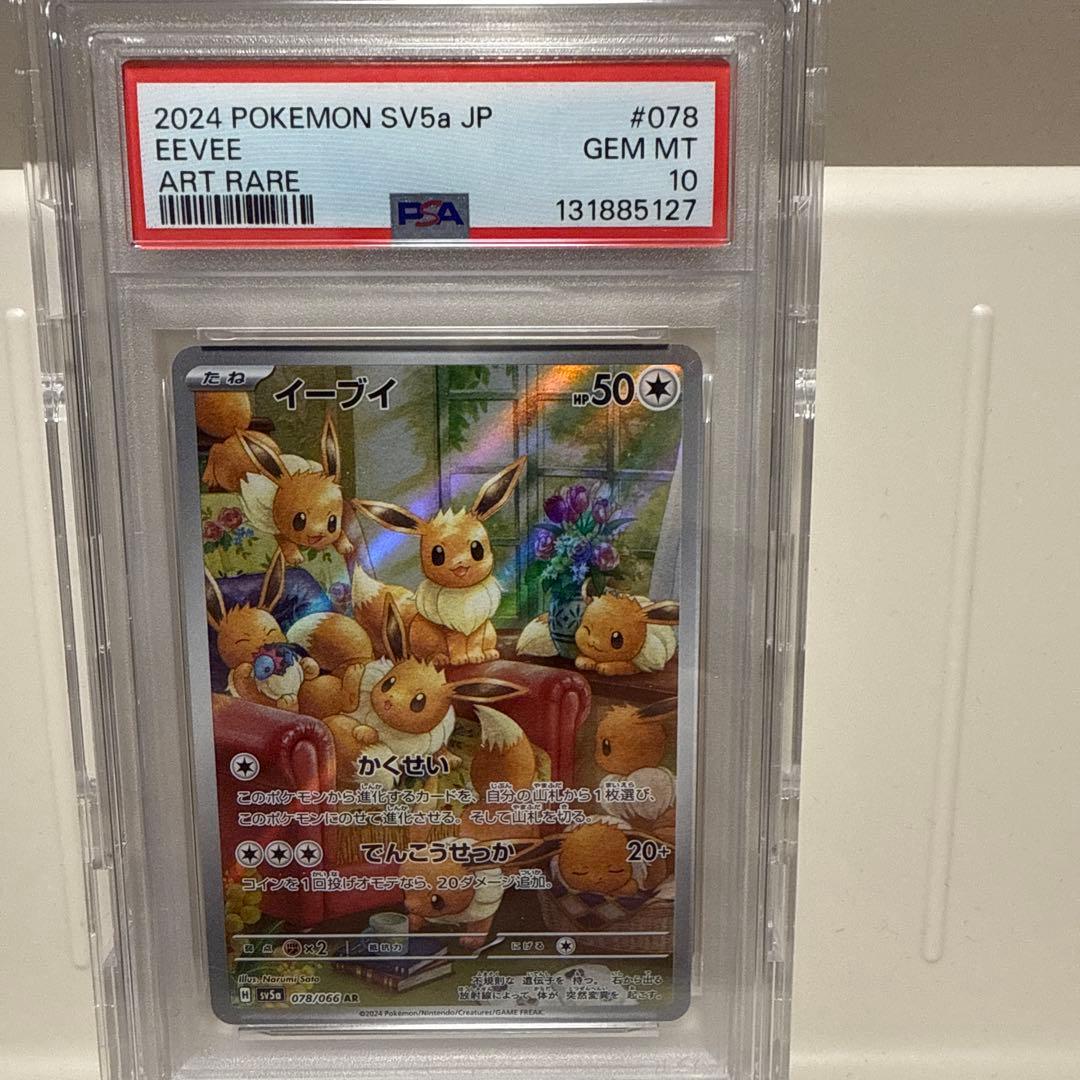 2024 POKEMON SV5a JP #078
EEVEE GEM MT
ART RARE 10
PSA 131885127
たね イーブイ HP50
かくせい
このポケモンから進化するカードを、自分の山札から1枚選び、
このポケモンにのせて進化させる。そして山札を切る。
でんこうせっか 20+
コインを1回投げオモテなら、20ダメージ追加。
弱点 ×2 抵抗力 にげる
Illus. Narumi Sato
不規則な 遺伝子を 持つ。 石から出る
放射線によって 体が 突然変異を 起こす。
H sv5a 078/066 AR
©2024 Pokémon/Nintendo/Creatures/GAME FREAK.